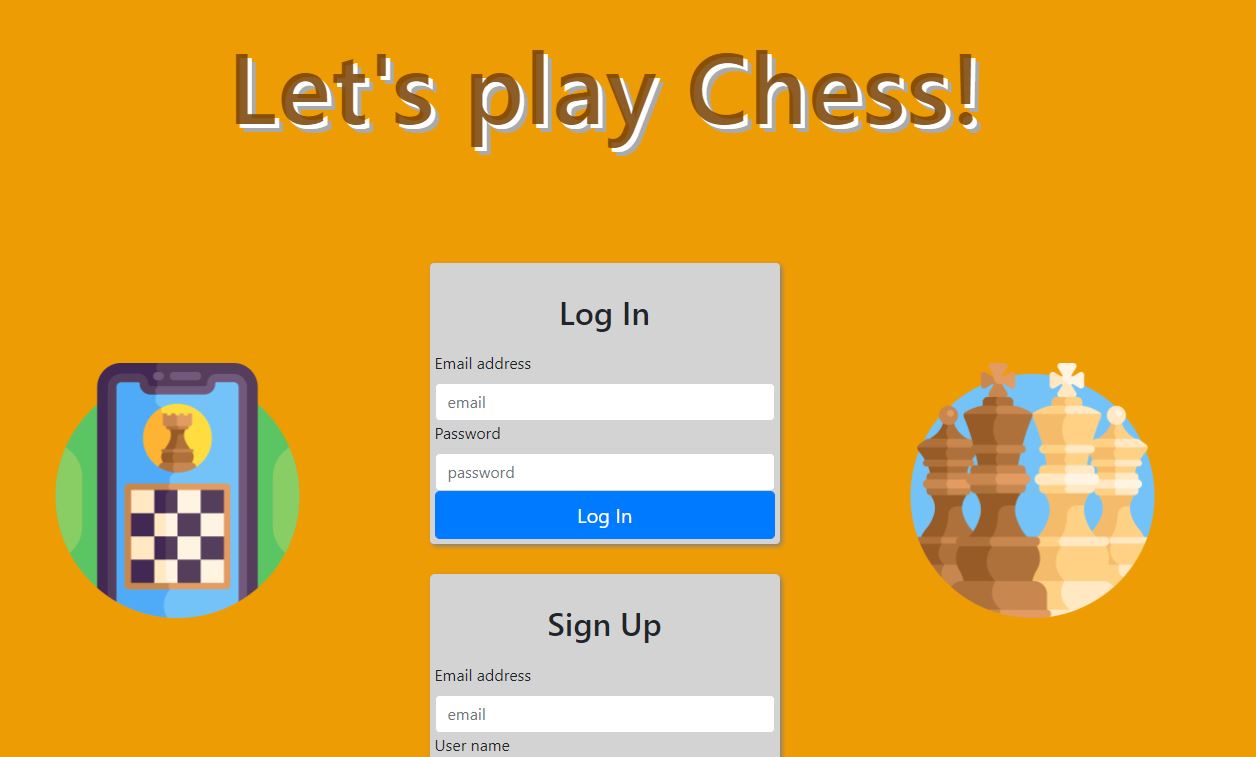 Let's play Chess!
Log In
Email address
email
Password
password
Log In
Sign Up
Email address
email
User name